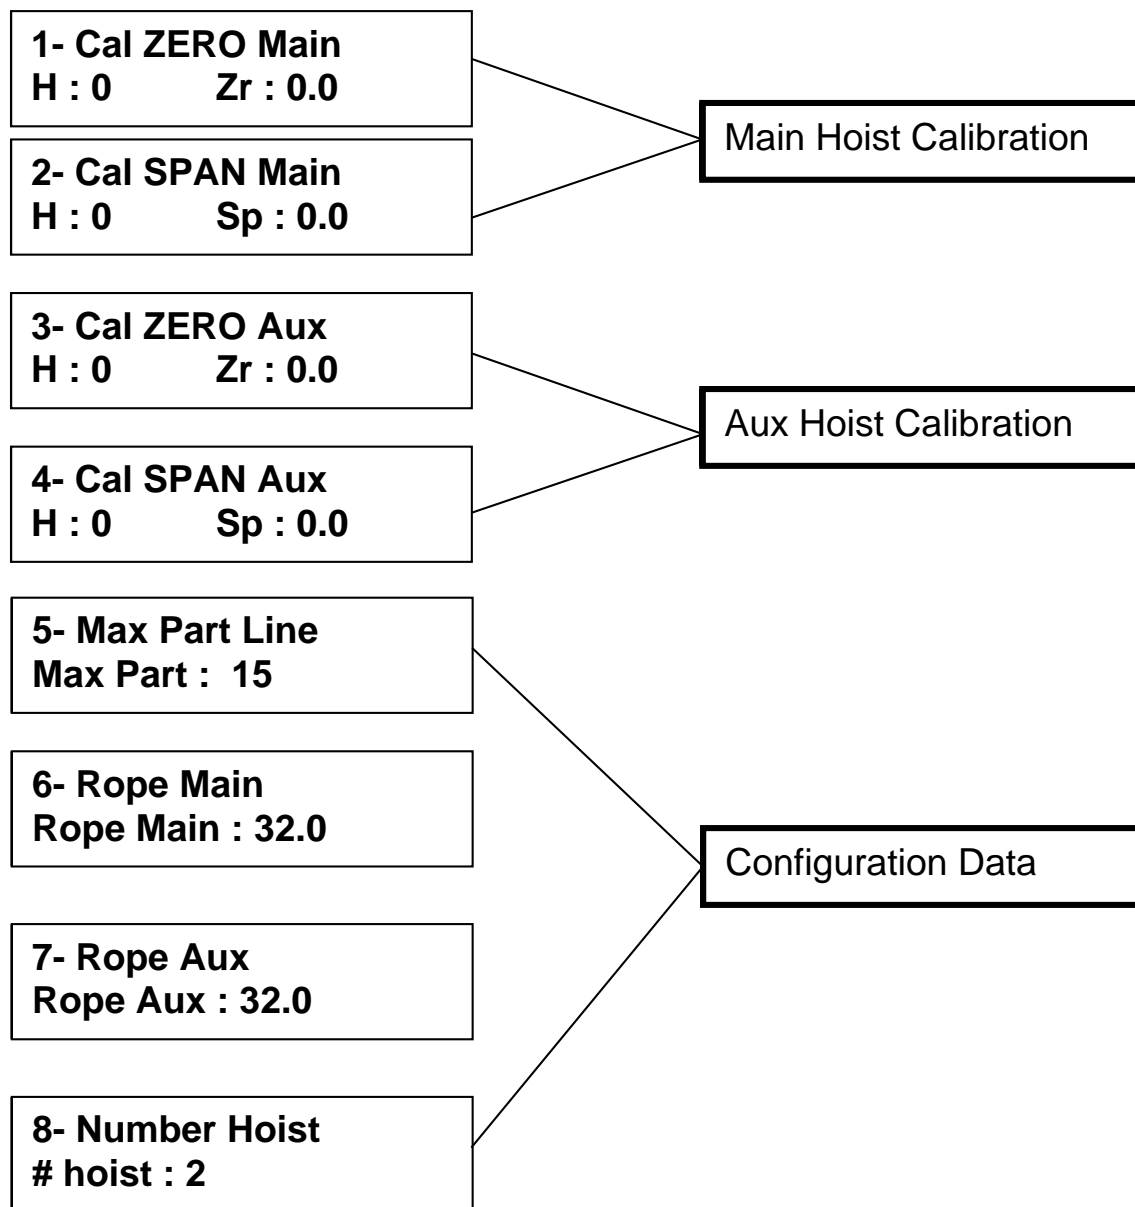 1- Cal ZERO Main
H : 0 Zr : 0.0
Main Hoist Calibration
2- Cal SPAN Main
H : 0 Sp : 0.0
3- Cal ZERO Aux
H : 0 Zr : 0.0
Aux Hoist Calibration
4- Cal SPAN Aux
H : 0 Sp : 0.0
5- Max Part Line
Max Part : 15
6- Rope Main
Rope Main : 32.0
Configuration Data
7- Rope Aux
Rope Aux : 32.0
8- Number Hoist
# hoist : 2